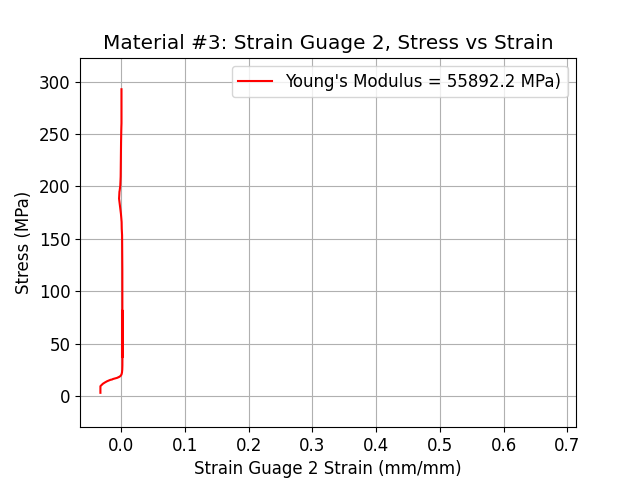 Material #3: Strain Guage 2, Stress vs Strain
Young's Modulus = 55892.2 MPa)
300
250
200
150
100
50
0
Stress (MPa)
0.0 0.1 0.2 0.3 0.4 0.5 0.6 0.7
Strain Guage 2 Strain (mm/mm)